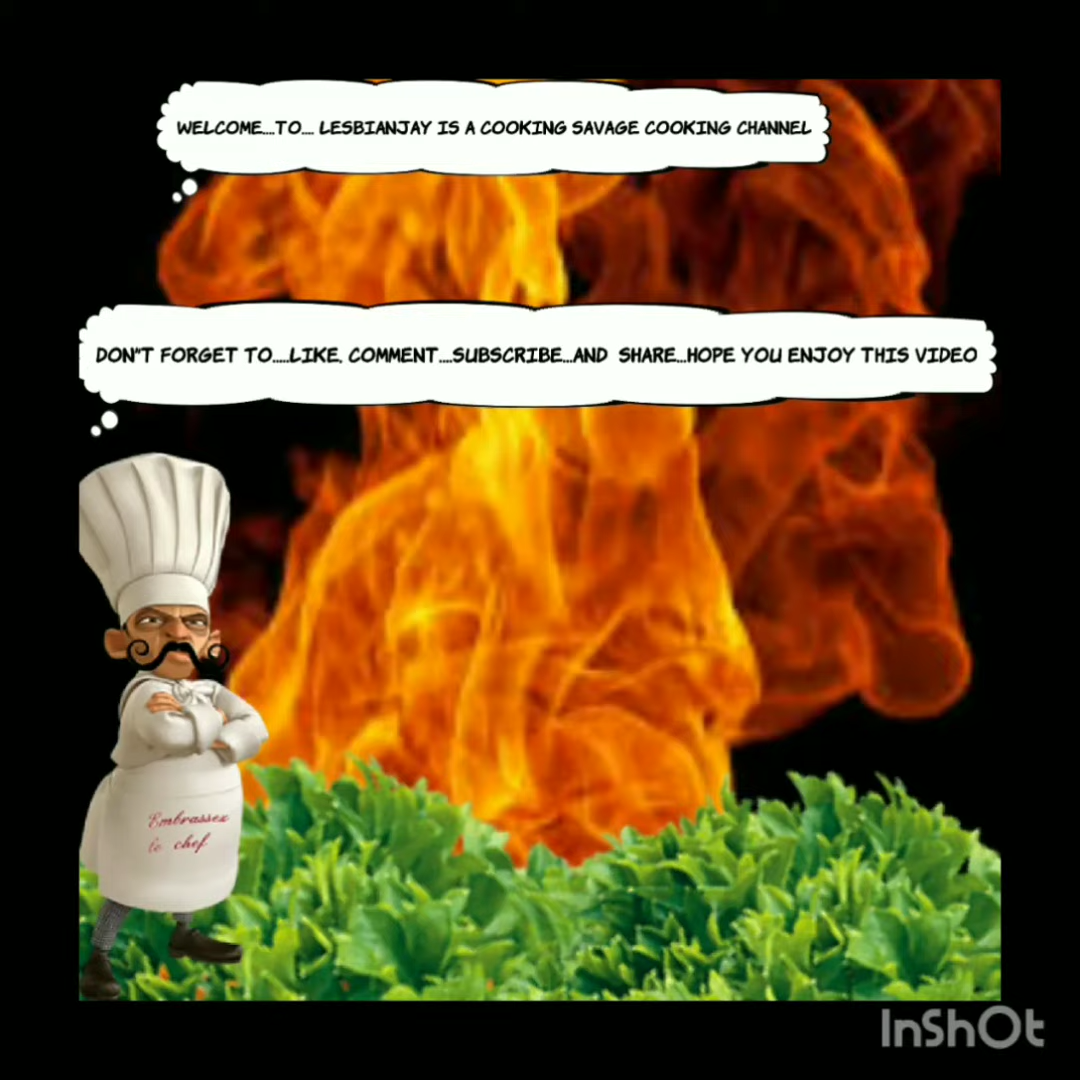 WELCOME....TO.... LESBIANJAY IS A COOKING SAVAGE COOKING CHANNEL
DON"T FORGET TO.....LIKE, COMMENT....SUBSCRIBE...AND SHARE...HOPE YOU ENJOY THIS VIDEO
Embrassez
le chef
InShOt